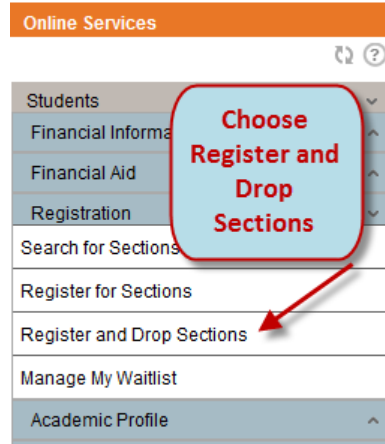 Online Services
Students
Financial Informa
Financial Aid
Registration
Search for Sections
Register for Sections
Register and Drop Sections
Manage My Waitlist
Academic Profile
Choose
Register and
Drop
Sections